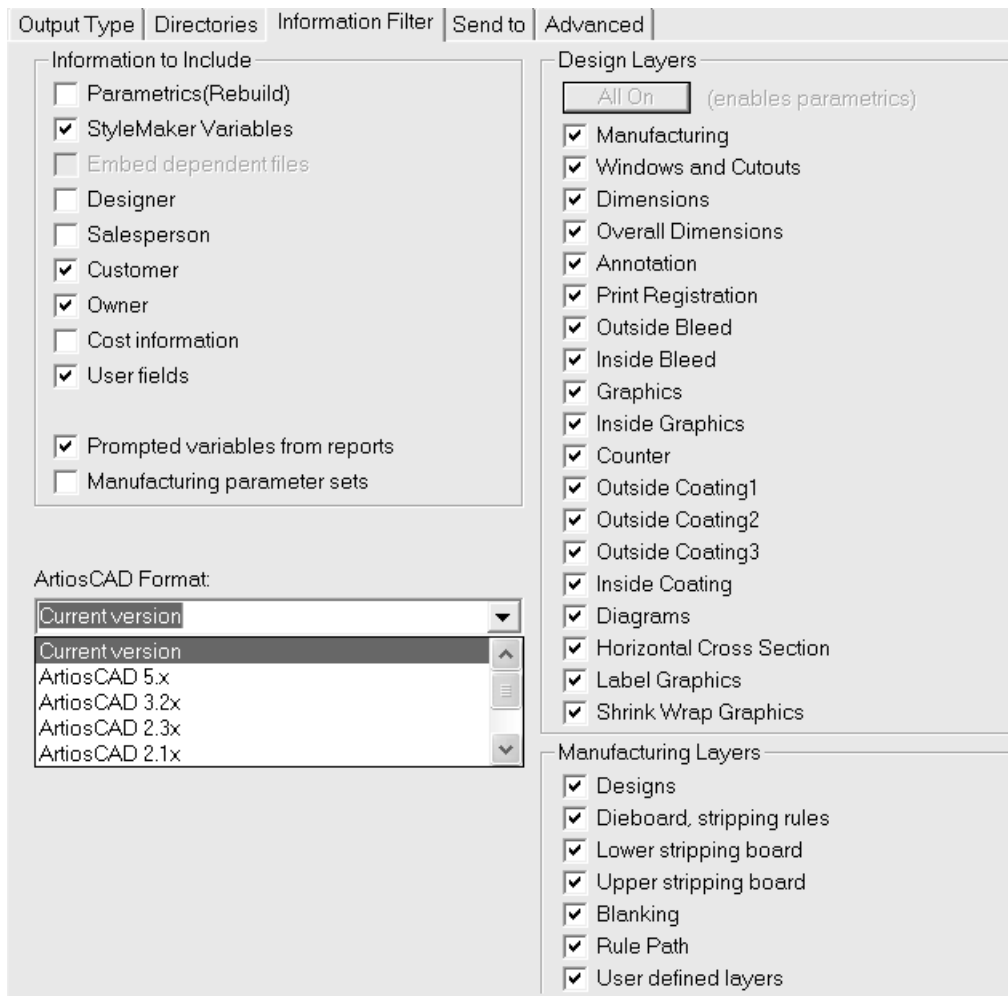 Output Type Directories Information Filter Send to Advanced
Information to Include
Parametrics(Rebuild)
StyleMaker Variables
Embed dependent files
Designer
Salesperson
Customer
Owner
Cost information
User fields
Prompted variables from reports
Manufacturing parameter sets
ArtiosCAD Format:
Current version
Current version
ArtiosCAD 5.x
ArtiosCAD 3.2x
ArtiosCAD 2.3x
ArtiosCAD 2.1x
Design Layers
All On (enables parametrics)
Manufacturing
Windows and Cutouts
Dimensions
Overall Dimensions
Annotation
Print Registration
Outside Bleed
Inside Bleed
Graphics
Inside Graphics
Counter
Outside Coating1
Outside Coating2
Outside Coating3
Inside Coating
Diagrams
Horizontal Cross Section
Label Graphics
Shrink Wrap Graphics
Manufacturing Layers
Designs
Dieboard, stripping rules
Lower stripping board
Upper stripping board
Blanking
Rule Path
User defined layers